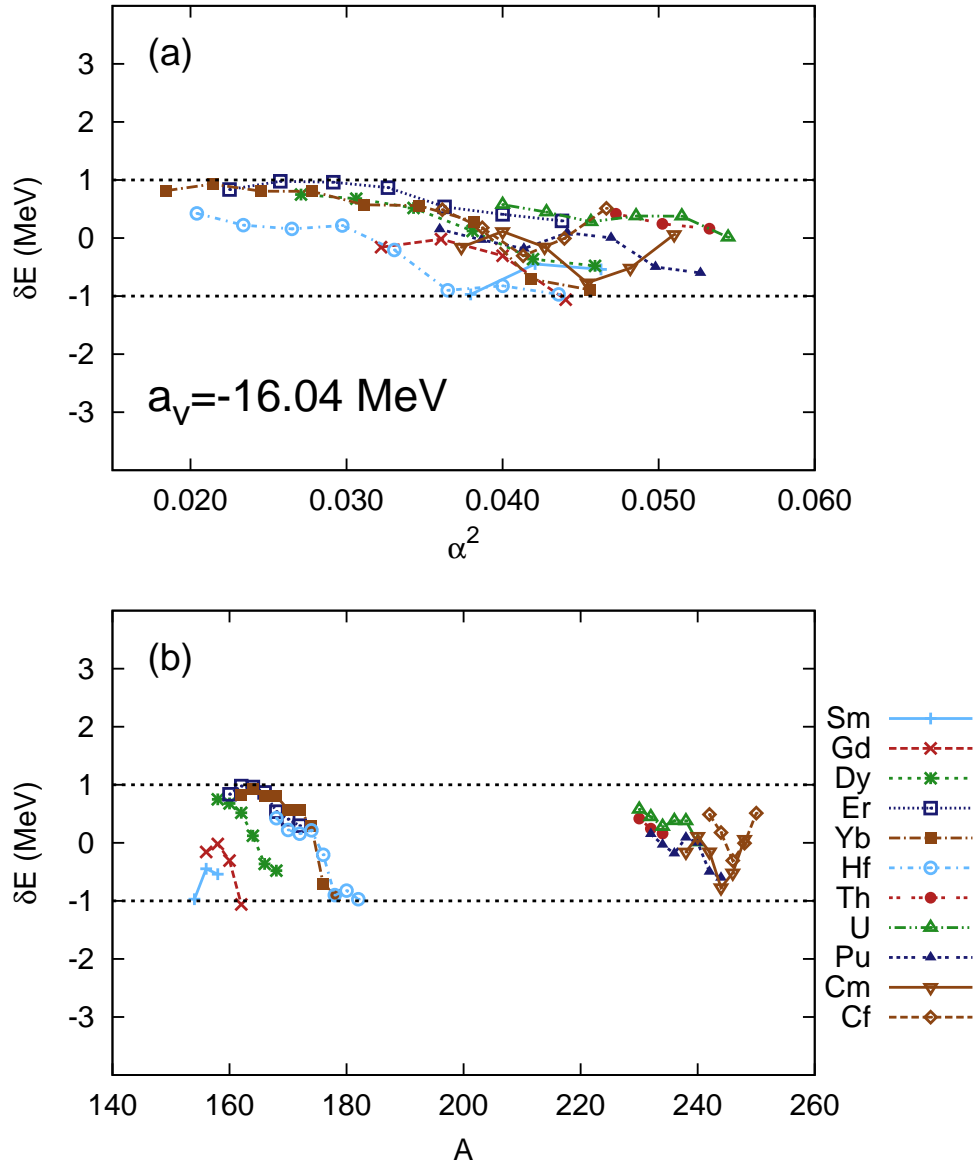 (a)
3
2
1
0
-1
-2
-3
δE (MeV)
a_v=-16.04 MeV
0.020 0.030 0.040 0.050 0.060
α^2
(b)
3
2
1
0
-1
-2
-3
δE (MeV)
140 160 180 200 220 240 260
A
Sm
Gd
Dy
Er
Yb
Hf
Th
U
Pu
Cm
Cf